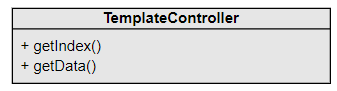 TemplateController
+ getIndex()
+ getData()